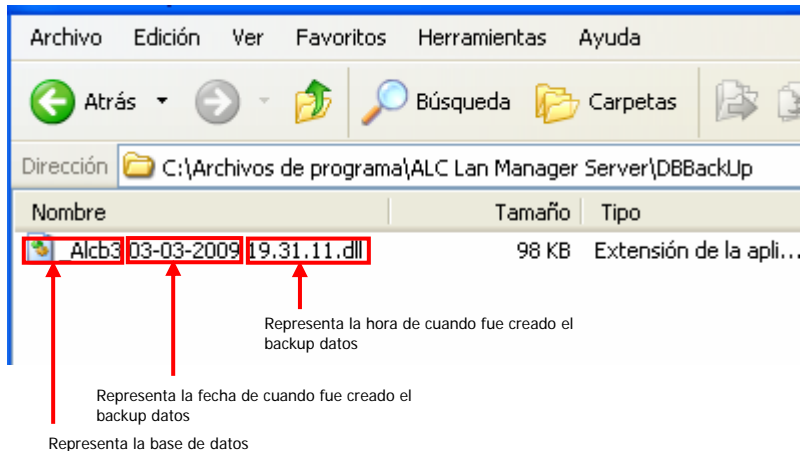 Archivo Edición Ver Favoritos Herramientas Ayuda
Atrás Búsqueda Carpetas
Dirección C:\Archivos de programa\ALC Lan Manager Server\DBBackUp
Nombre Tamaño Tipo
_Alcb3 03-03-2009 19.31.11.dll 98 KB Extensión de la apli...
Representa la hora de cuando fue creado el
backup datos
Representa la fecha de cuando fue creado el
backup datos
Representa la base de datos